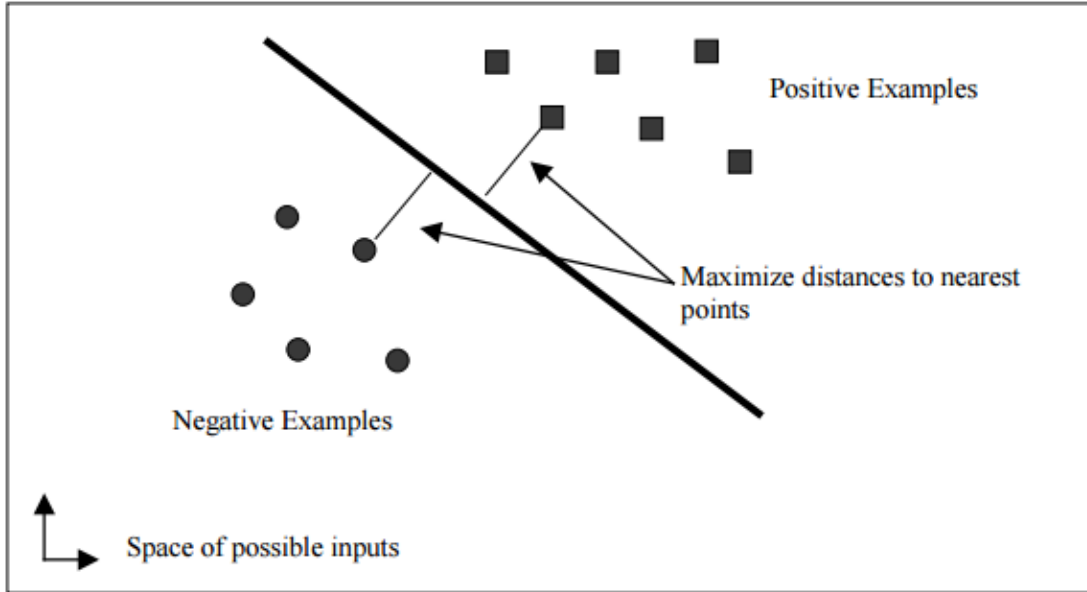 Positive Examples
Maximize distances to nearest
points
Negative Examples
Space of possible inputs